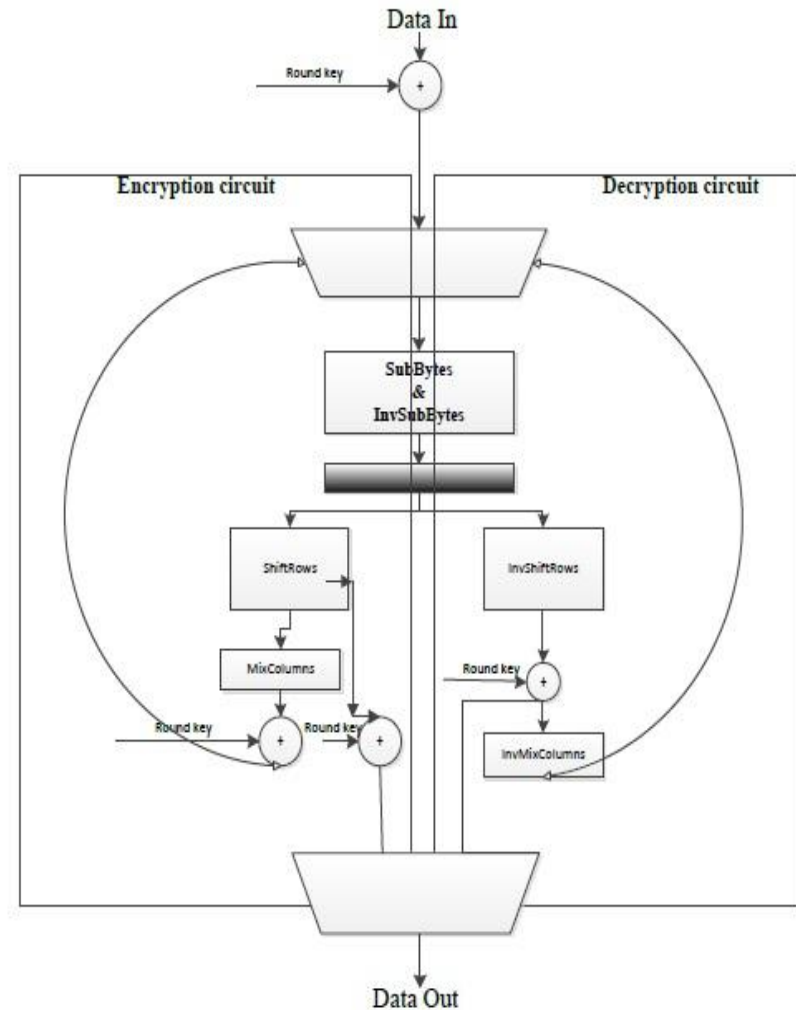 Data In
Round key
+
Encryption circuit
Decryption circuit
SubBytes
&
InvSubBytes
ShiftRows
InvShiftRows
MixColumns
Round key
+
Round key
+
Round key
+
InvMixColumns
Data Out